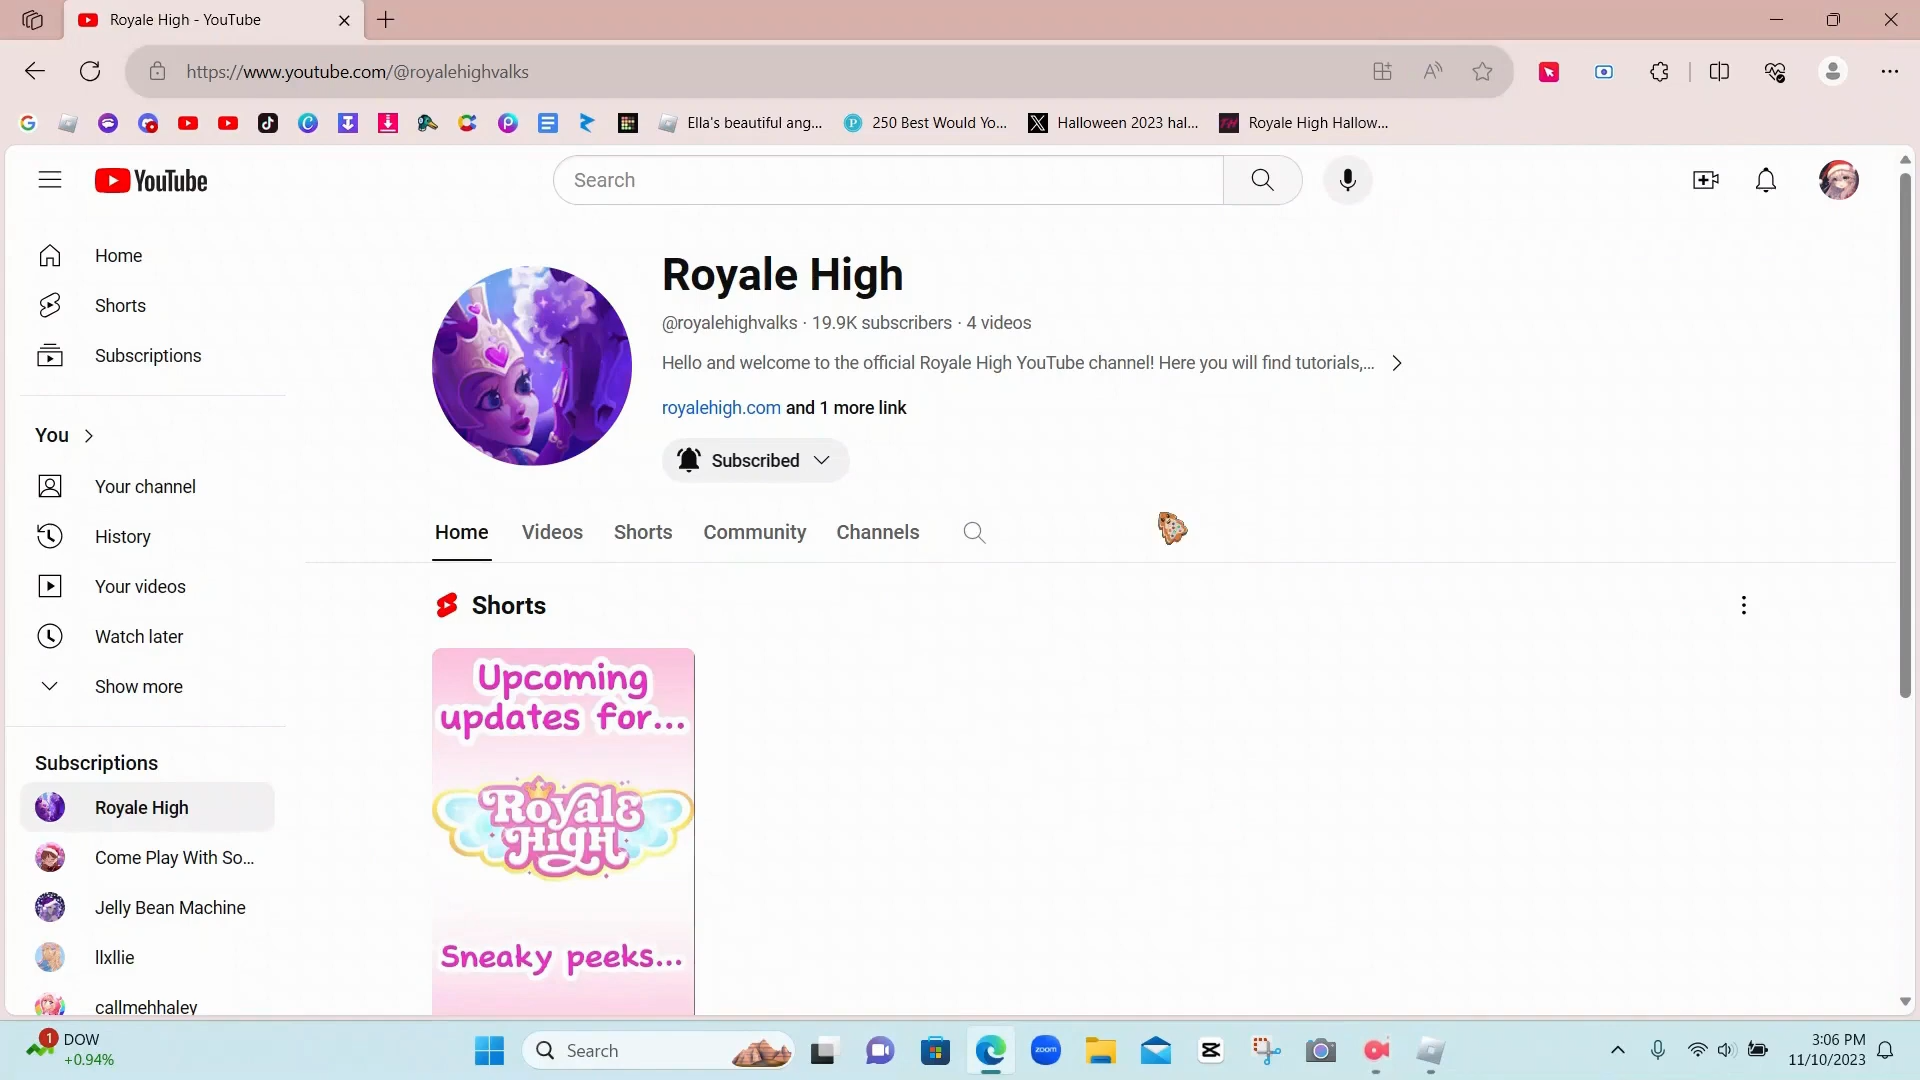 Royale High - YouTube
https://www.youtube.com/@royalehighvalks
Ella's beautiful ang...
250 Best Would Yo...
Halloween 2023 hal...
Royale High Hallow...
YouTube
Search
Home
Shorts
Subscriptions
You
Your channel
History
Your videos
Watch later
Show more
Subscriptions
Royale High
Come Play With So...
Jelly Bean Machine
llxllie
callmehhaley
Royale High
@royalehighvalks · 19.9K subscribers · 4 videos
Hello and welcome to the official Royale High YouTube channel! Here you will find tutorials,...
royalehigh.com and 1 more link
Subscribed
Home Videos Shorts Community Channels
Shorts
Upcoming
updates for...
Royale
High
Sneaky peeks...
1
DOW
+0.94%
Search
zoom
3:06 PM
11/10/2023